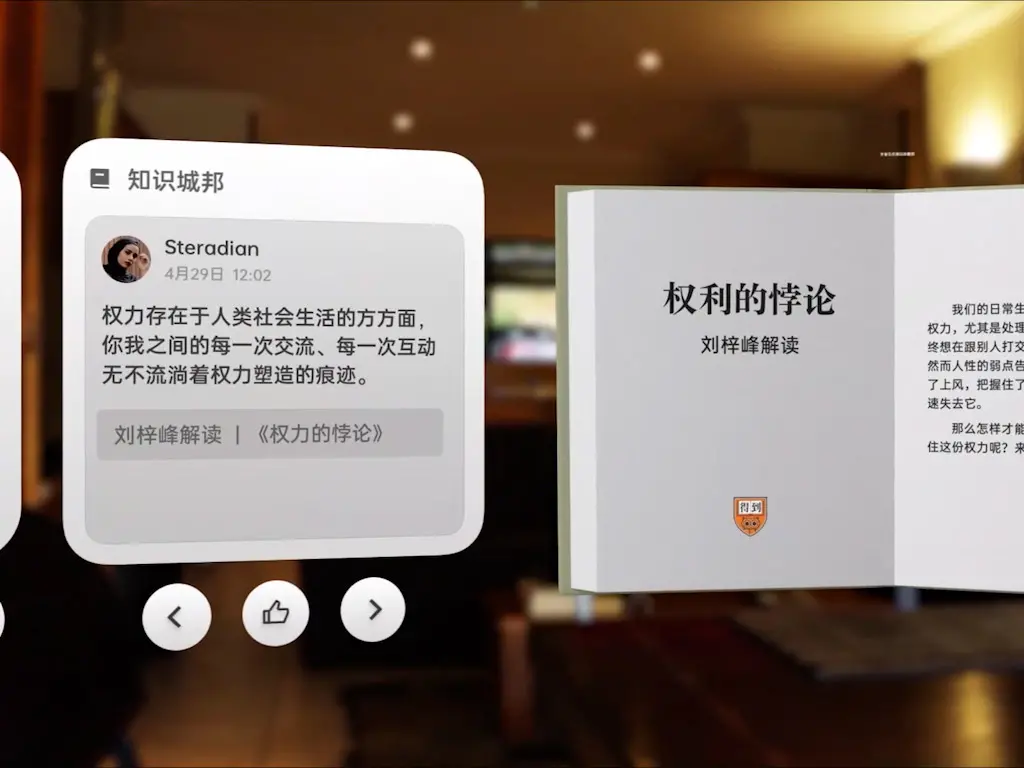 知识城邦
Steradian
4月29日 12:02
权力存在于人类社会生活的方方面，
你我之间的每一次交流、每一次互动
无不流淌着权力塑造的痕迹。
刘梓峰解读 | 《权力的悖论》
权利的悖论
刘梓峰解读
得到
我们的日常生
权力，尤其是处理
终想在跟别人打交
然而人性的弱点告
了上风，把握住了
速失去它。
那么怎样才能
住这份权力呢？来